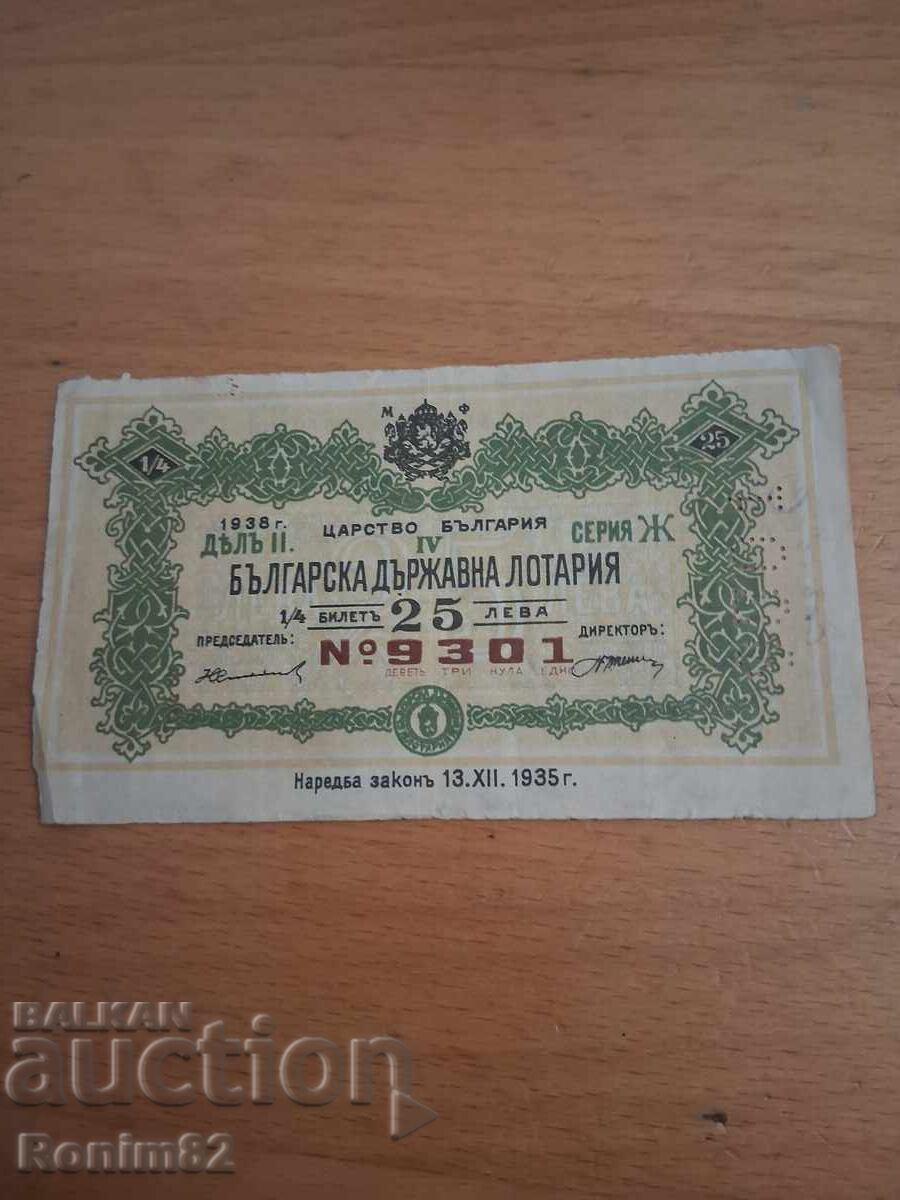 М Ф
1/4 25
1938 г. ЦАРСТВО БЪЛГАРИЯ СЕРИЯ Ж
ДѢЛЪ II. IV
БЪЛГАРСКА ДЪРЖАВНА ЛОТАРИЯ
1/4 БИЛЕТЪ 25 ЛЕВА
ПРЕДСЕДАТЕЛЬ: ДИРЕКТОРЪ:
№ 9301
ДЕВЕТЬ ТРИ НУЛА ЕДНО
Наредба законъ 13.XII. 1935 г.
BALKAN
auction
Ronim82